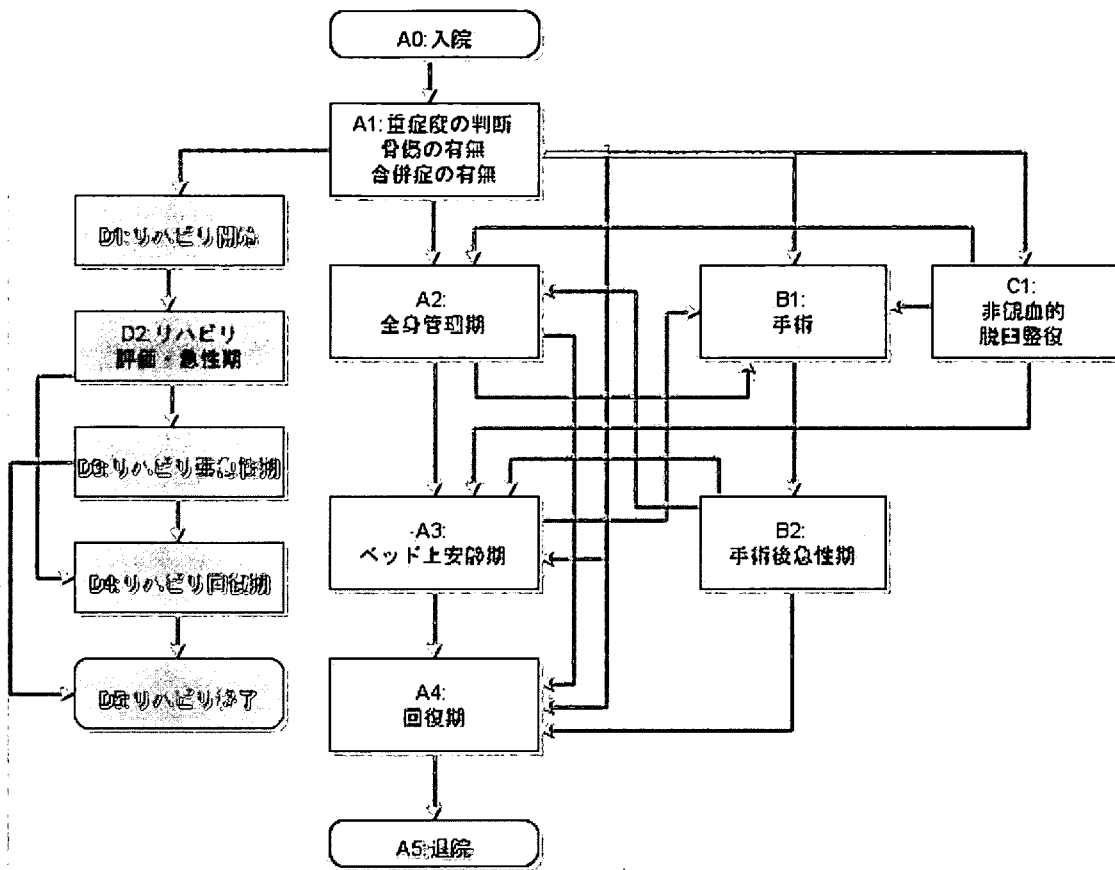 A0:入院
A1:重症度の判断
骨傷の有無
合併症の有無
D1:リハビリ開始
D2:リハビリ
評価・急性期
D3:リハビリ亜急性期
D4:リハビリ回復期
D5:リハビリ終了
A2:
全身管理期
B1:
手術
C1:
非観血的
脱臼整復
A3:
ベッド上安静期
B2:
手術後急性期
A4:
回復期
A5:退院